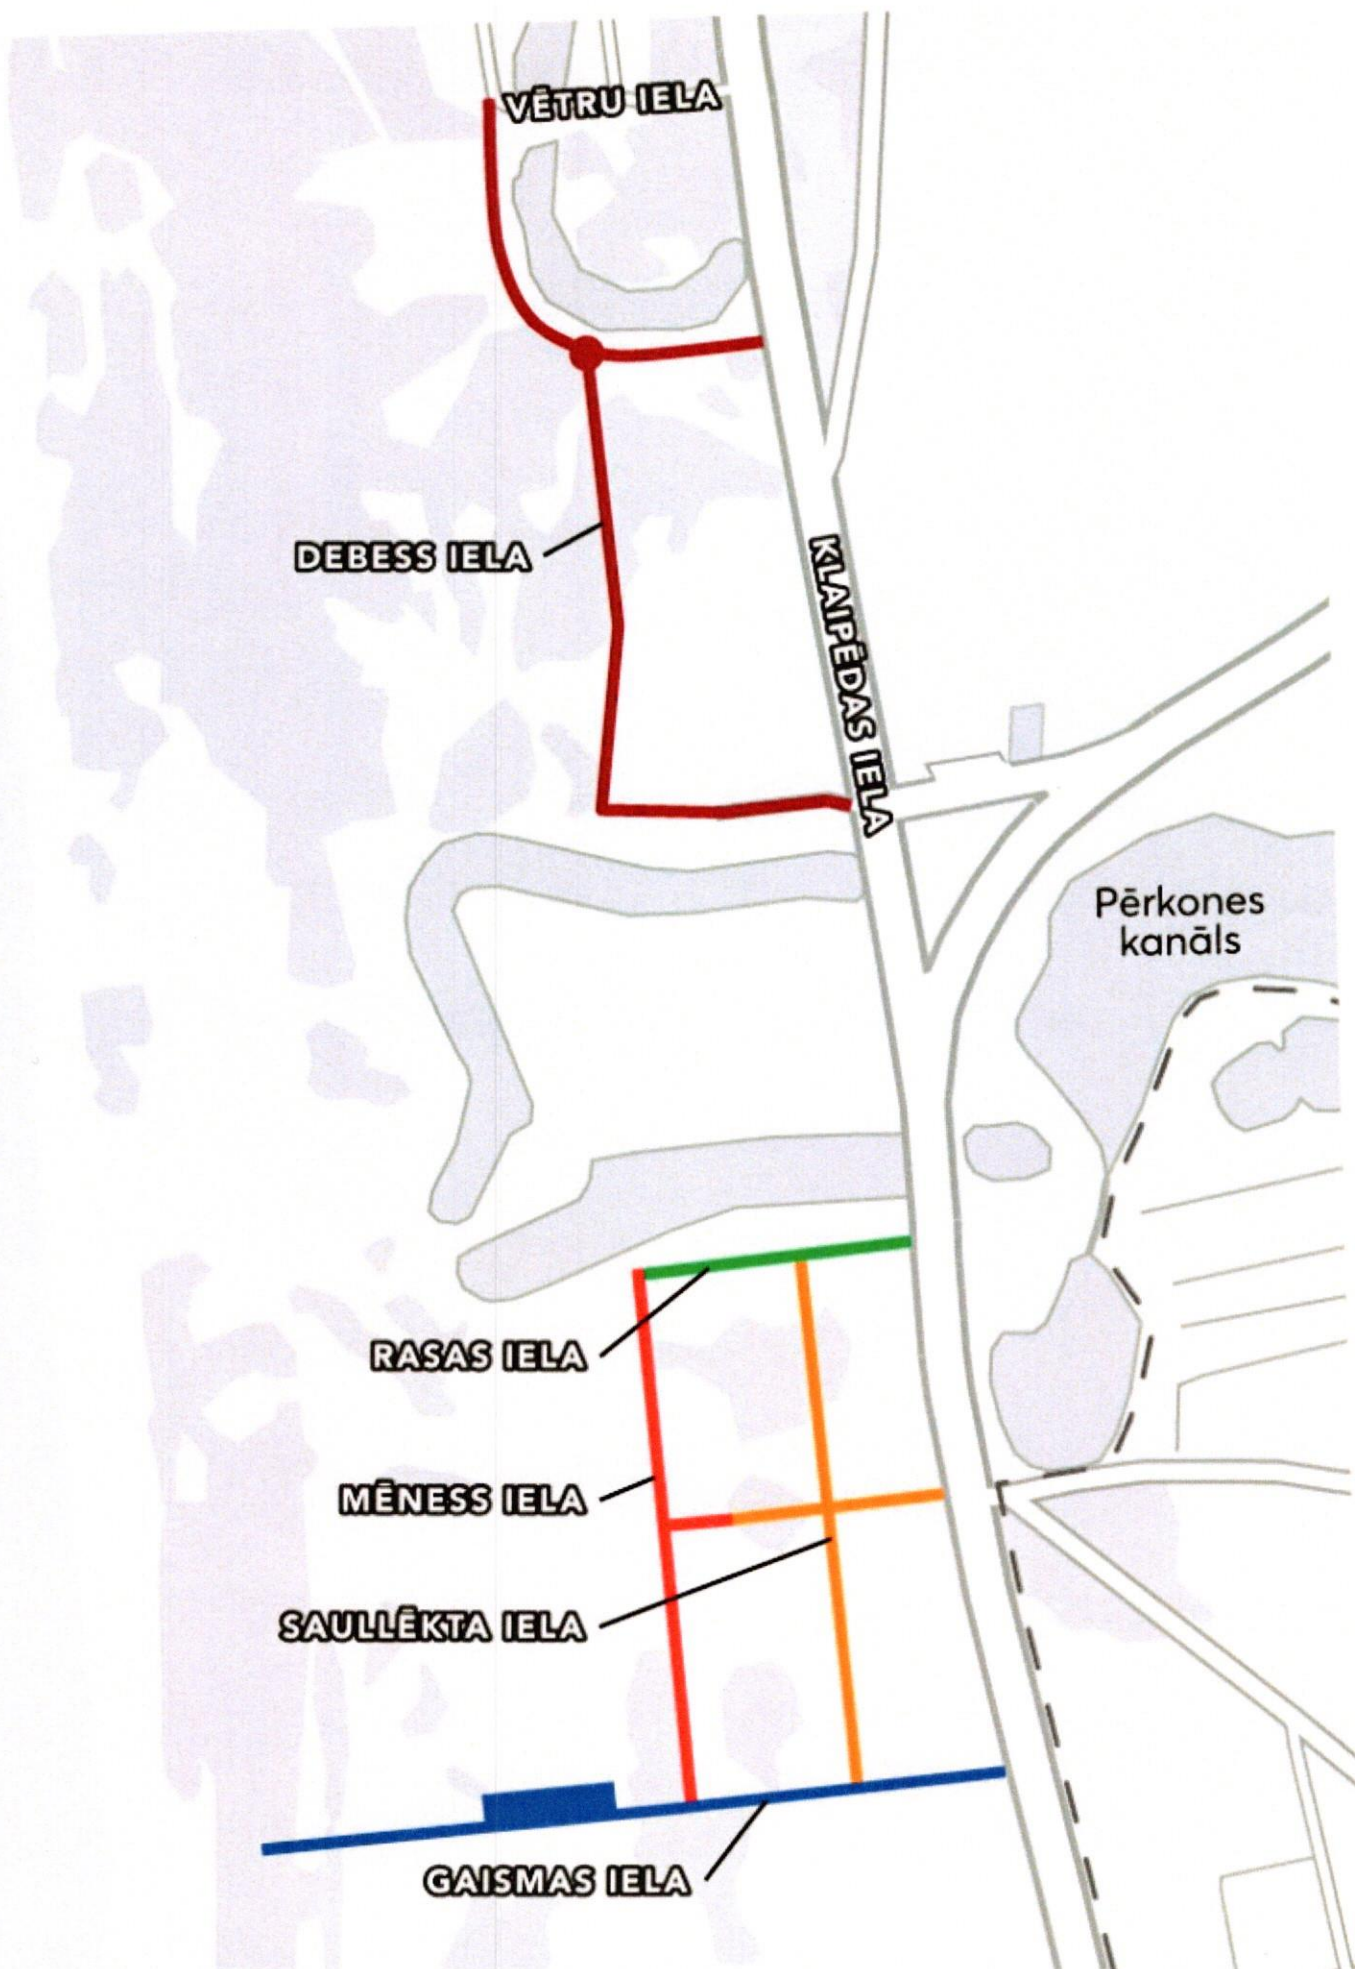 VĒTRU IELA
DEBESS IELA
KLAIPĒDAS IELA
Pērkones
kanāls
RASAS IELA
MĒNESS IELA
SAULLĒKTA IELA
GAISMAS IELA